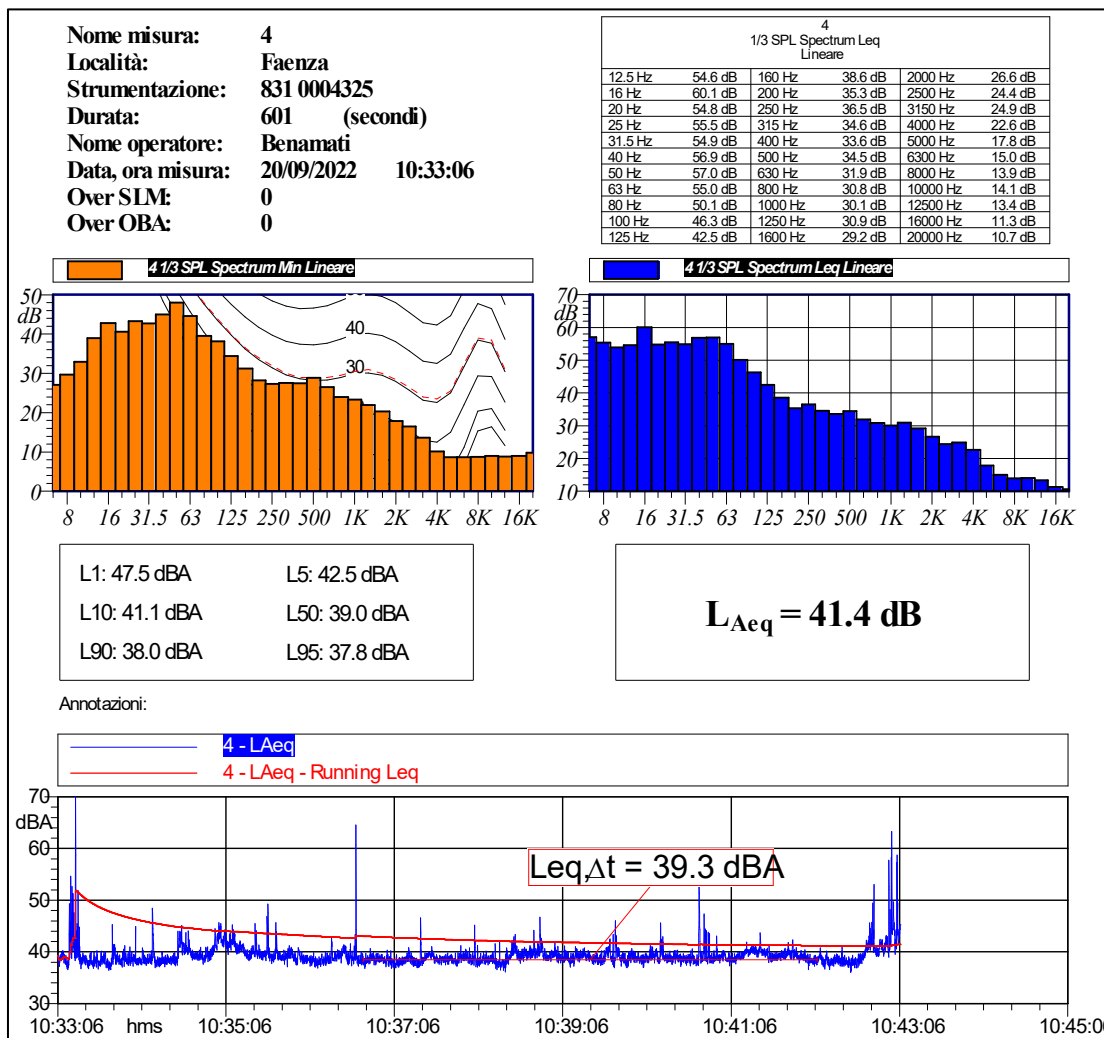 Nome misura: 4
Località: Faenza
Strumentazione: 831 0004325
Durata: 601 (secondi)
Nome operatore: Benamati
Data, ora misura: 20/09/2022 10:33:06
Over SLM: 0
Over OBA: 0
4
1/3 SPL Spectrum Leq
Lineare
12.5 Hz 54.6 dB 160 Hz 38.6 dB 2000 Hz 26.6 dB
16 Hz 60.1 dB 200 Hz 35.3 dB 2500 Hz 24.4 dB
20 Hz 54.8 dB 250 Hz 36.5 dB 3150 Hz 24.9 dB
25 Hz 55.5 dB 315 Hz 34.6 dB 4000 Hz 22.6 dB
31.5 Hz 54.9 dB 400 Hz 33.6 dB 5000 Hz 17.8 dB
40 Hz 56.9 dB 500 Hz 34.5 dB 6300 Hz 15.0 dB
50 Hz 57.0 dB 630 Hz 31.9 dB 8000 Hz 13.9 dB
63 Hz 55.0 dB 800 Hz 30.8 dB 10000 Hz 14.1 dB
80 Hz 50.1 dB 1000 Hz 30.1 dB 12500 Hz 13.4 dB
100 Hz 46.3 dB 1250 Hz 30.9 dB 16000 Hz 11.3 dB
125 Hz 42.5 dB 1600 Hz 29.2 dB 20000 Hz 10.7 dB
4 1/3 SPL Spectrum Min Lineare
50
dB
40
30
20
10
0
40
30
8 16 31.5 63 125 250 500 1K 2K 4K 8K 16K
4 1/3 SPL Spectrum Leq Lineare
70
dB
60
50
40
30
20
10
8 16 31.5 63 125 250 500 1K 2K 4K 8K 16K
L1: 47.5 dBA L5: 42.5 dBA
L10: 41.1 dBA L50: 39.0 dBA
L90: 38.0 dBA L95: 37.8 dBA
LAeq = 41.4 dB
Annotazioni:
4 - LAeq
4 - LAeq - Running Leq
70
dBA
60
50
40
30
Leq,Δt = 39.3 dBA
10:33:06 hms 10:35:06 10:37:06 10:39:06 10:41:06 10:43:06